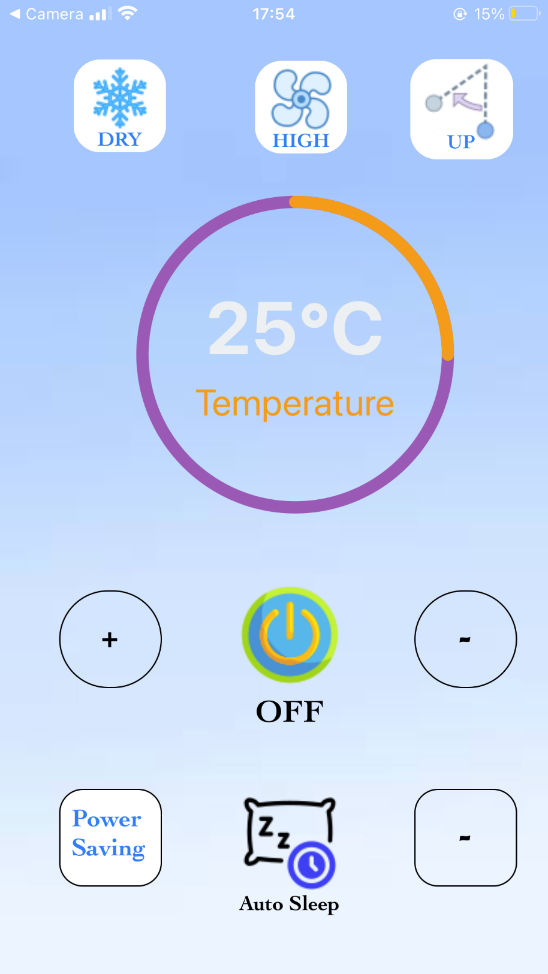 ◀ Camera 17:54 15%
DRY HIGH UP
25°C
Temperature
+ -
OFF
Power
Saving
-
z z
Auto Sleep